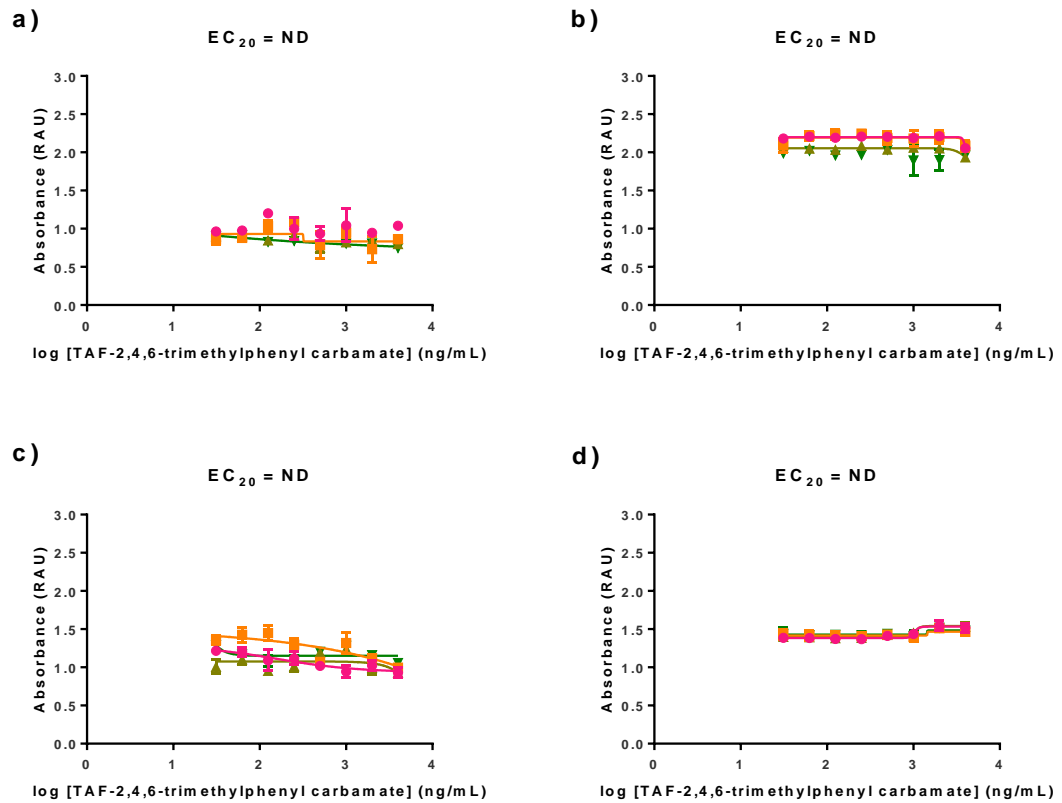 a)
EC20 = ND
Absorbance (RAU)
3.0
2.5
2.0
1.5
1.0
0.5
0.0
0 1 2 3 4
log [TAF-2,4,6-trimethylphenyl carbamate] (ng/mL)
b)
EC20 = ND
Absorbance (RAU)
3.0
2.5
2.0
1.5
1.0
0.5
0.0
0 1 2 3 4
log [TAF-2,4,6-trimethylphenyl carbamate] (ng/mL)
c)
EC20 = ND
Absorbance (RAU)
3.0
2.5
2.0
1.5
1.0
0.5
0.0
0 1 2 3 4
log [TAF-2,4,6-trimethylphenyl carbamate] (ng/mL)
d)
EC20 = ND
Absorbance (RAU)
3.0
2.5
2.0
1.5
1.0
0.5
0.0
0 1 2 3 4
log [TAF-2,4,6-trimethylphenyl carbamate] (ng/mL)